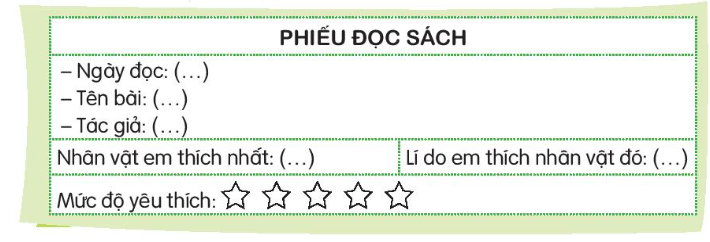 PHIẾU ĐỌC SÁCH
– Ngày đọc: (...)
– Tên bài: (...)
– Tác giả: (...)
Nhân vật em thích nhất: (...)
Lí do em thích nhân vật đó: (...)
Mức độ yêu thích: ☆ ☆ ☆ ☆ ☆